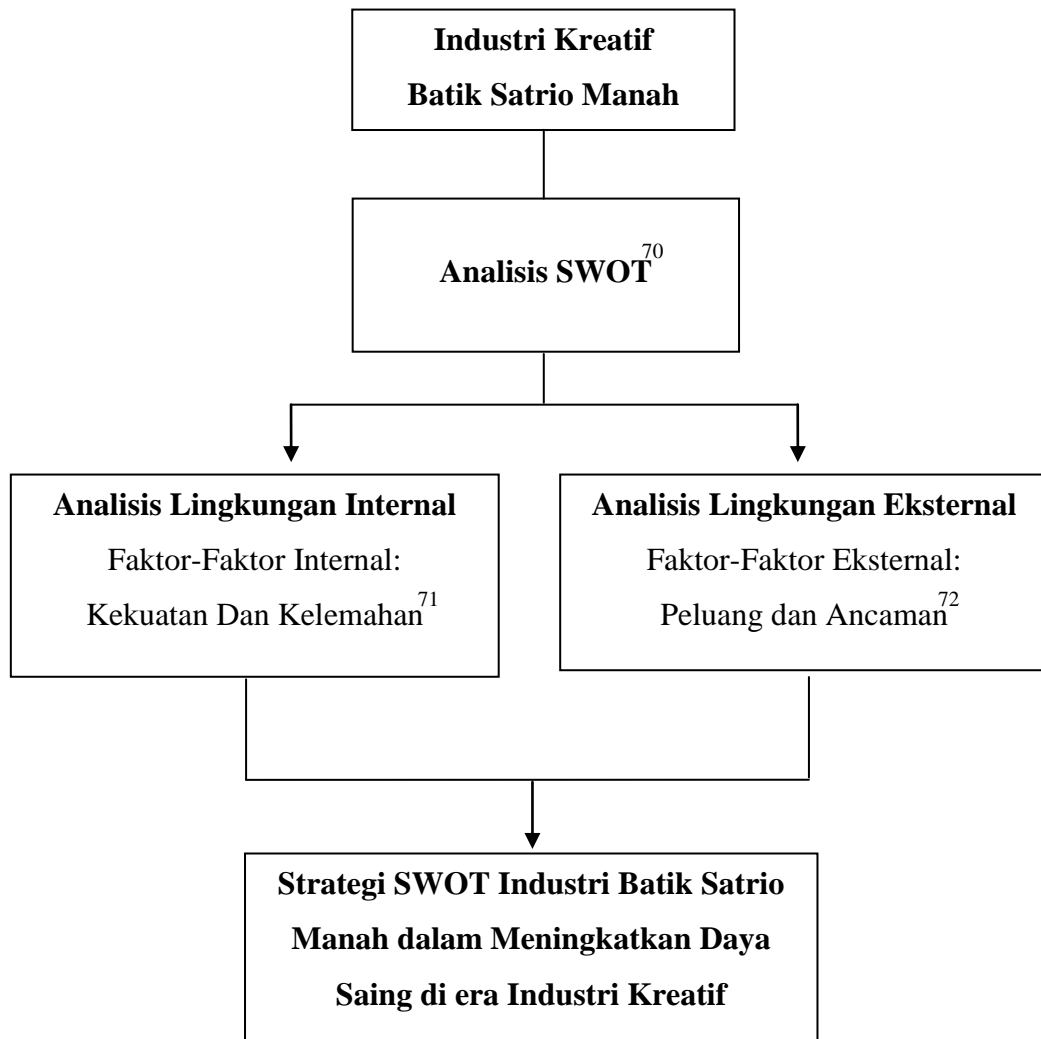 Industri Kreatif
Batik Satrio Manah
Analisis SWOT70
Analisis Lingkungan Internal
Faktor-Faktor Internal:
Kekuatan Dan Kelemahan71
Analisis Lingkungan Eksternal
Faktor-Faktor Eksternal:
Peluang dan Ancaman72
Strategi SWOT Industri Batik Satrio
Manah dalam Meningkatkan Daya
Saing di era Industri Kreatif